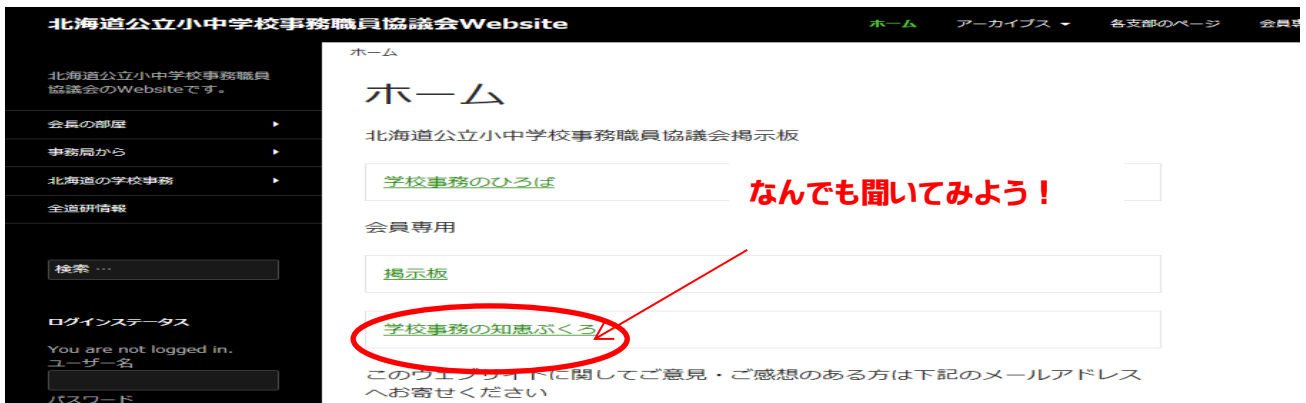 北海道公立小中学校事務職員協議会Website
ホーム
アーカイブス
各支部のページ
会員専
北海道公立小中学校事務職員
協議会のWebsiteです。
会長の部屋
事務局から
北海道の学校事務
全道研情報
検索 …
ログインステータス
You are not logged in.
ユーザー名
パスワード
ホーム
ホーム
北海道公立小中学校事務職員協議会掲示板
学校事務のひろば
なんでも聞いてみよう！
会員専用
掲示板
学校事務の知恵ぶくろ
このウェブサイトに関してご意見・ご感想のある方は下記のメールアドレス
へお寄せください